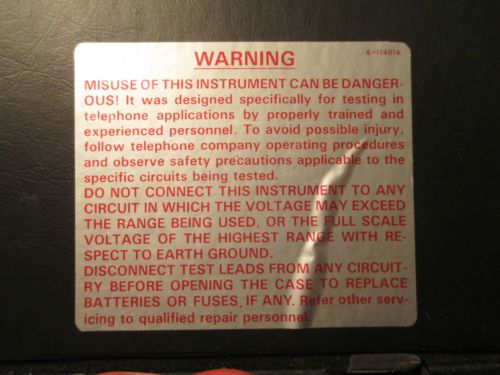 WARNING
6-114016
MISUSE OF THIS INSTRUMENT CAN BE DANGER-
OUS! It was designed specifically for testing in
telephone applications by properly trained and
experienced personnel. To avoid possible injury,
follow telephone company operating procedures
and observe safety precautions applicable to the
specific circuits being tested.
DO NOT CONNECT THIS INSTRUMENT TO ANY
CIRCUIT IN WHICH THE VOLTAGE MAY EXCEED
THE RANGE BEING USED, OR THE FULL SCALE
VOLTAGE OF THE HIGHEST RANGE WITH RE-
SPECT TO EARTH GROUND.
DISCONNECT TEST LEADS FROM ANY CIRCUIT-
RY BEFORE OPENING THE CASE TO REPLACE
BATTERIES OR FUSES, IF ANY. Refer other serv-
icing to qualified repair personnel.